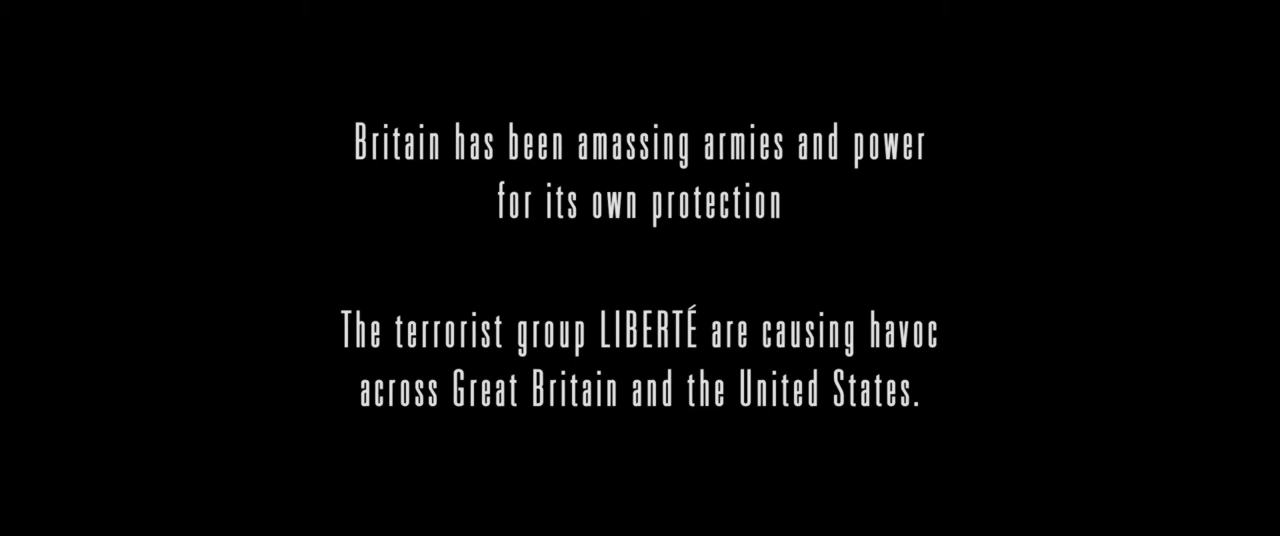 Britain has been amassing armies and power
for its own protection
The terrorist group LIBERTÉ are causing havoc
across Great Britain and the United States.